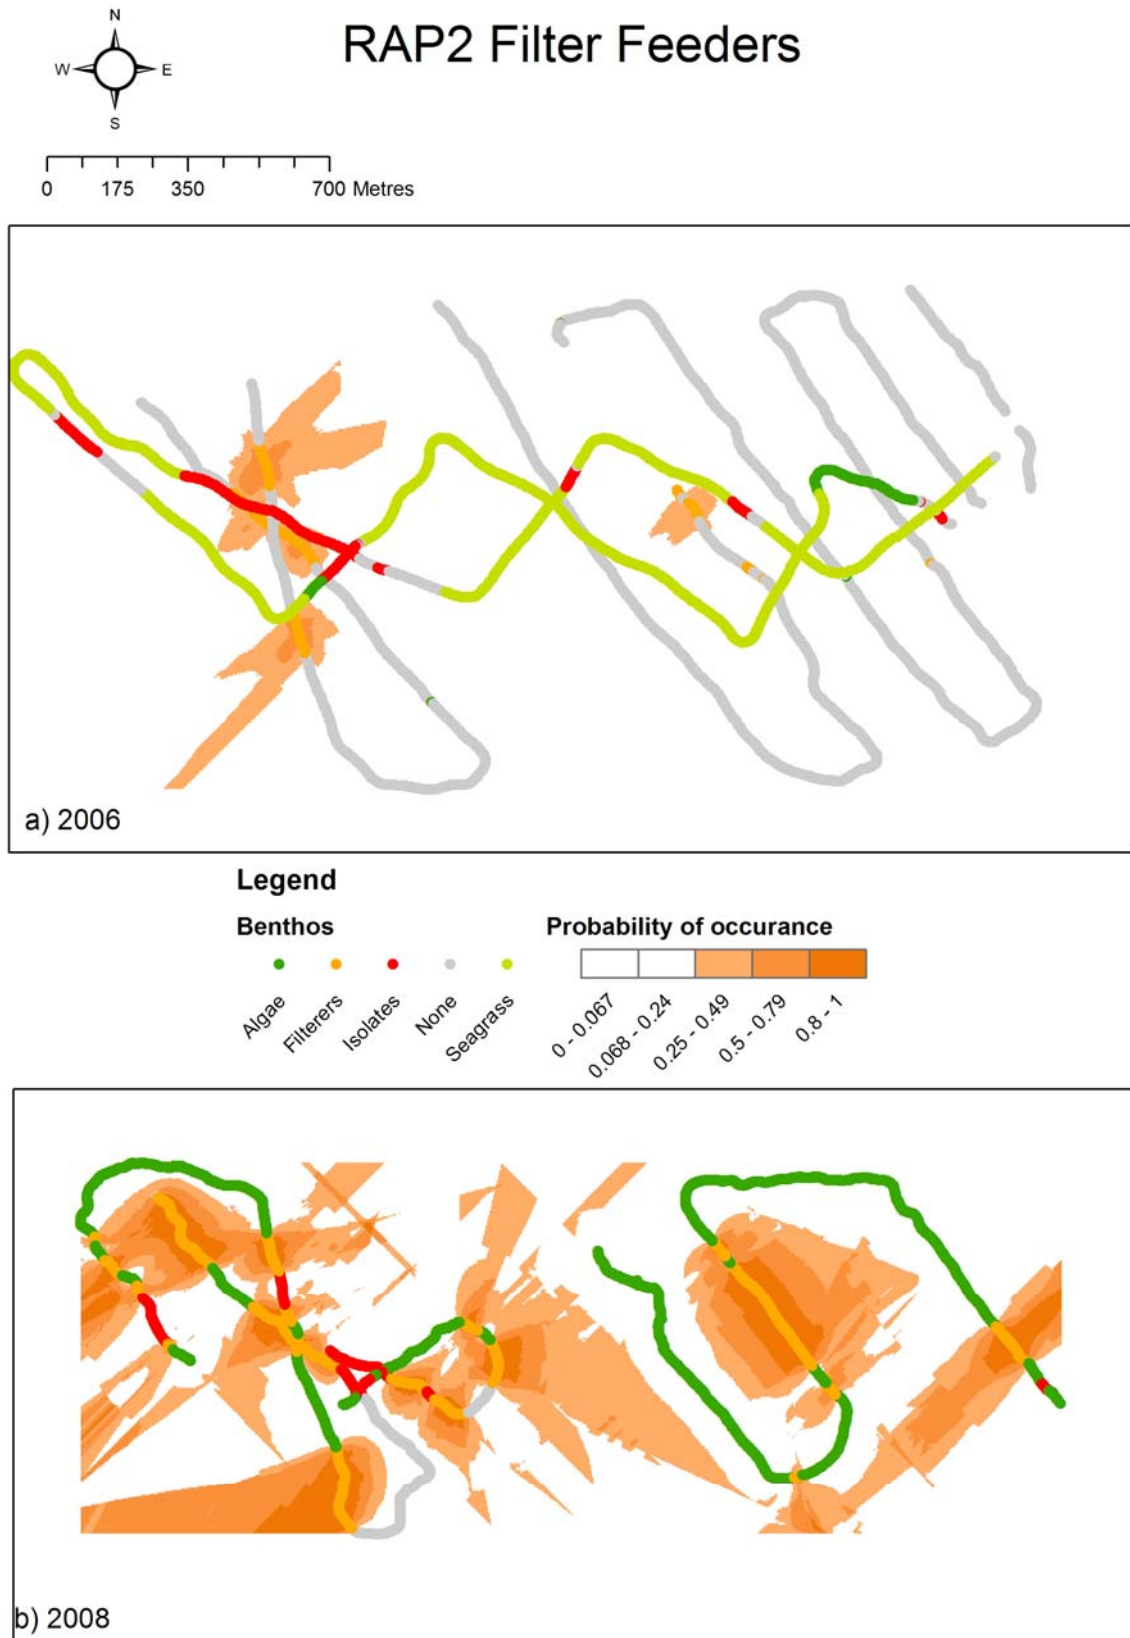 N
RAP2 Filter Feeders
W E
S
0 175 350 700 Metres
a) 2006
Legend
Benthos Probability of occurance
Algae Filterers Isolates None Seagrass
0 - 0.067 0.068 - 0.24 0.25 - 0.49 0.5 - 0.79 0.8 - 1
b) 2008